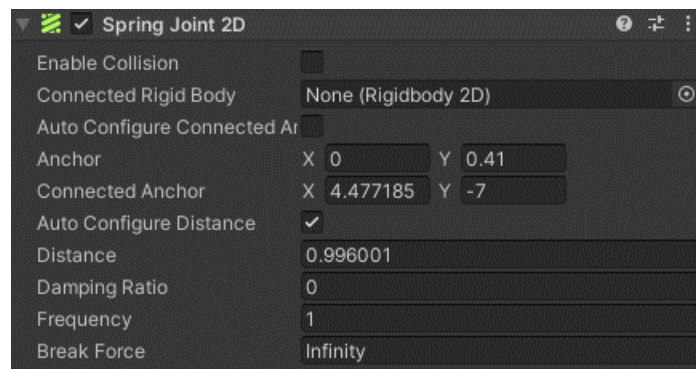 Spring Joint 2D
Enable Collision
Connected Rigid Body None (Rigidbody 2D)
Auto Configure Connected Ar
Anchor X 0 Y 0.41
Connected Anchor X 4.477185 Y -7
Auto Configure Distance
Distance 0.996001
Damping Ratio 0
Frequency 1
Break Force Infinity